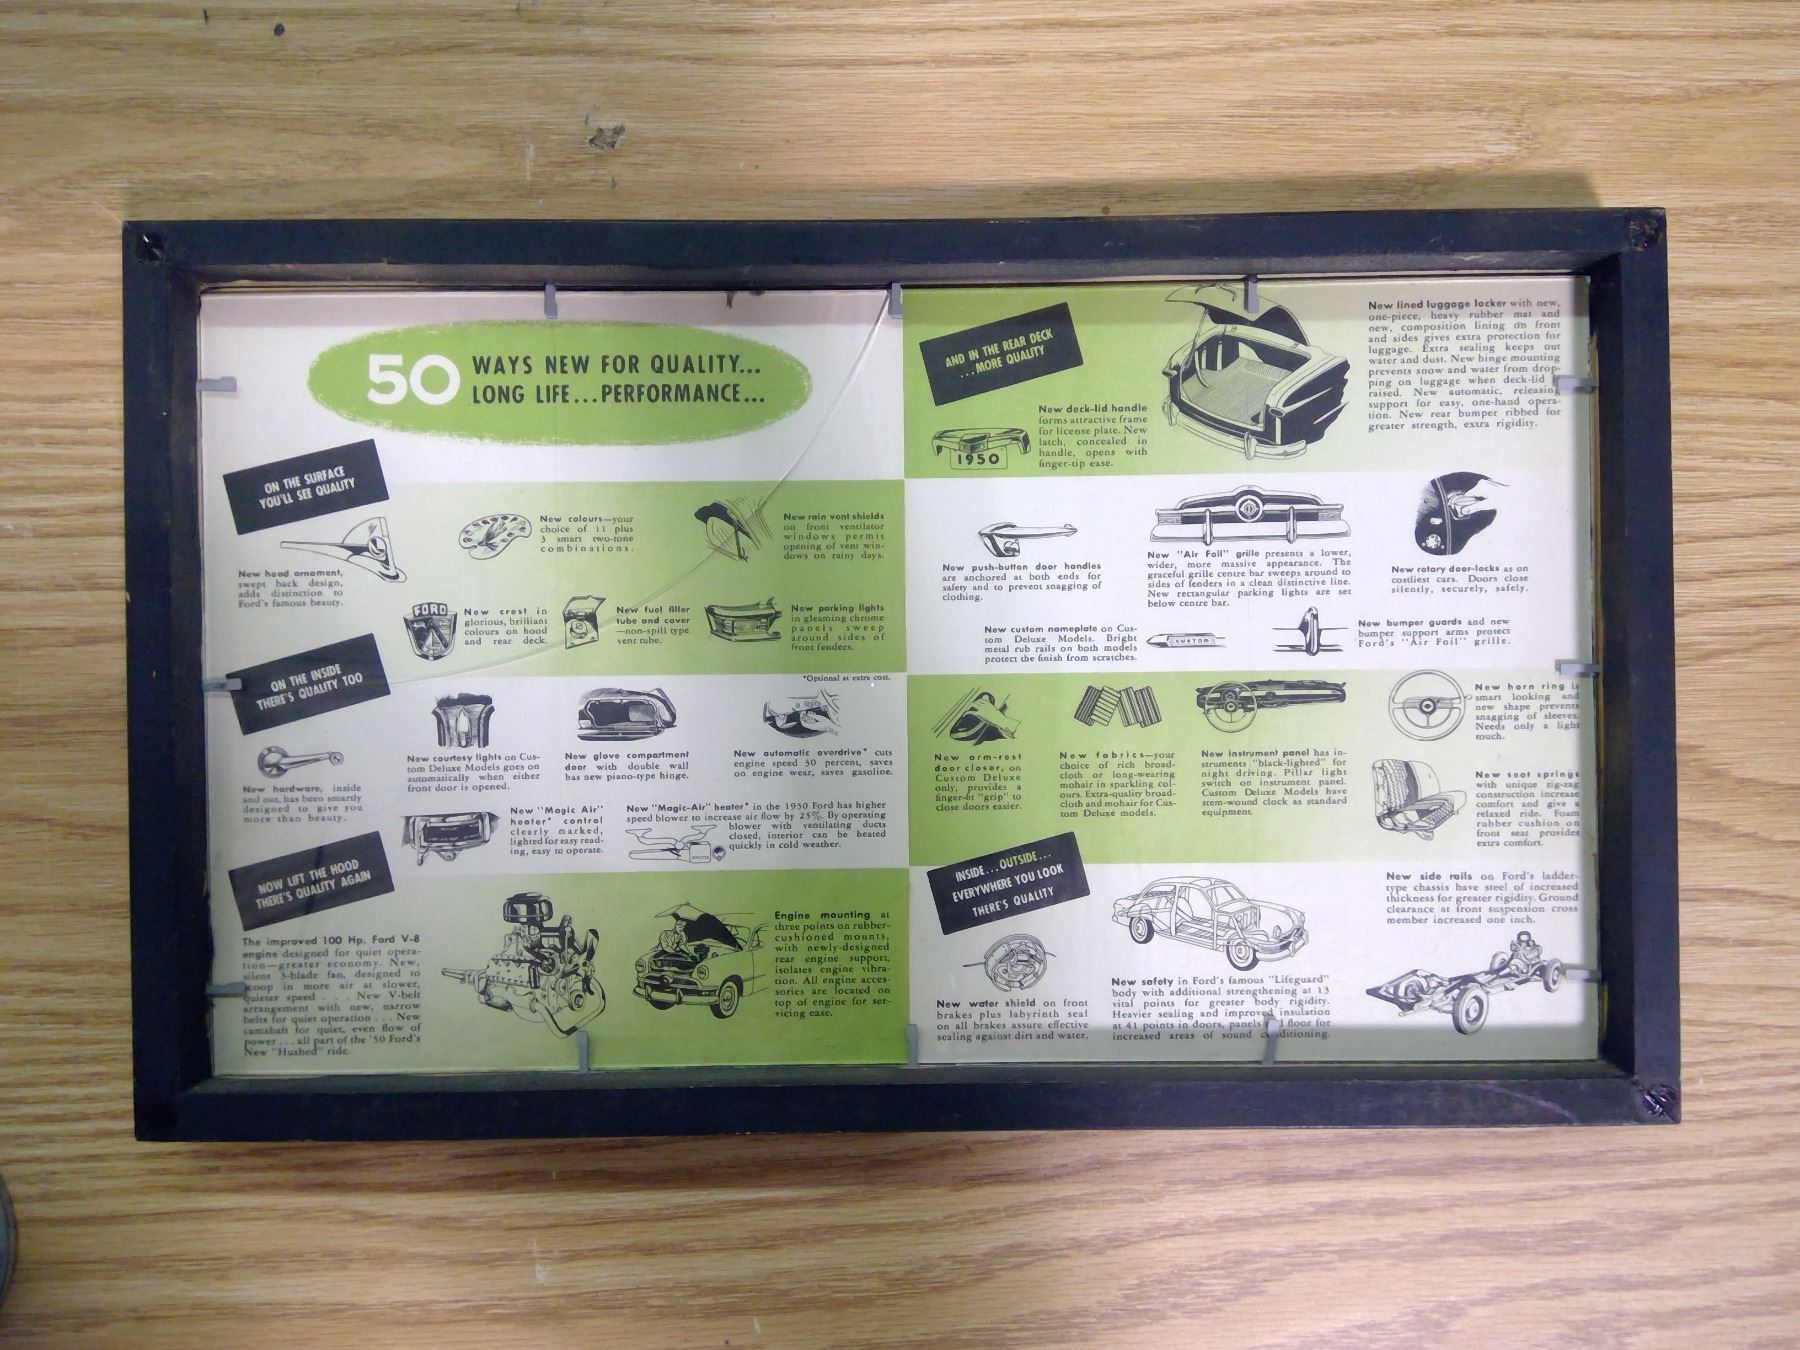 50 WAYS NEW FOR QUALITY...
LONG LIFE...PERFORMANCE...
ON THE SURFACE
YOU'LL SEE QUALITY
New hood ornament,
swept back design,
adds distinction to
Ford's famous beauty.
New colours—your
choice of 11 plus
3 smart two-tone
combinations.
New rain vent shields
on front ventilator
windows permit
opening of vent win-
dows on rainy days.
FORD
New crest in
glorious, brilliant
colours on hood
and rear deck.
New fuel filler
tube and cover
—non-spill type
vent tube.
New parking lights
in gleaming chrome
panels sweep
around sides of
front fenders.
ON THE INSIDE
THERE'S QUALITY TOO
*Optional at extra cost.
New hardware, inside
and out, has been smartly
designed to give you
more than beauty.
New courtesy lights on Cus-
tom Deluxe Models goes on
automatically when either
front door is opened.
New glove compartment
door with double wall
has new piano-type hinge.
New automatic overdrive* cuts
engine speed 30 percent, saves
on engine wear, saves gasoline.
New "Magic Air"
heater* control
clearly marked,
lighted for easy read-
ing, easy to operate.
New "Magic-Air" heater* in the 1950 Ford has higher
speed blower to increase air flow by 25%. By operating
blower with ventilating ducts
closed, interior can be heated
quickly in cold weather.
NOW LIFT THE HOOD
THERE'S QUALITY AGAIN
The improved 100 Hp. Ford V-8
engine designed for quiet opera-
tion—greater economy. New,
silent 3-blade fan, designed to
scoop in more air at slower,
quieter speed . . . New V-belt
arrangement with new, narrow
belts for quiet operation . . . New
camshaft for quiet, even flow of
power . . . all part of the '50 Ford's
New "Hushed" ride.
Engine mounting at
three points on rubber-
cushioned mounts,
with newly-designed
rear engine support,
isolates engine vibra-
tion. All engine acces-
sories are located on
top of engine for ser-
vicing ease.
AND IN THE REAR DECK
...MORE QUALITY
1950
New deck-lid handle
forms attractive frame
for license plate. New
latch, concealed in
handle, opens with
finger-tip ease.
New lined luggage locker with new,
one-piece, heavy rubber mat and
new, composition lining on front
and sides gives extra protection for
luggage. Extra sealing keeps out
water and dust. New hinge mounting
prevents snow and water from drop-
ping on luggage when deck-lid
raised. New automatic, releasing
support for easy, one-hand opera-
tion. New rear bumper ribbed for
greater strength, extra rigidity.
New push-button door handles
are anchored at both ends for
safety and to prevent snagging of
clothing.
New "Air Foil" grille presents a lower,
wider, more massive appearance. The
graceful grille centre bar sweeps around to
sides of fenders in a clean distinctive line.
New rectangular parking lights are set
below centre bar.
New rotary door-locks as on
costliest cars. Doors close
silently, securely, safely.
New custom nameplate on Cus-
tom Deluxe Models. Bright
metal rub rails on both models
protect the finish from scratches.
CUSTOM
New bumper guards and new
bumper support arms protect
Ford's "Air Foil" grille.
New arm-rest
door closer, on
Custom Deluxe
only, provides a
finger-fit "grip" to
close doors easier.
New fabrics—your
choice of rich broad-
cloth or long-wearing
mohair in sparkling col-
ours. Extra-quality broad-
cloth and mohair for Cus-
tom Deluxe models.
New instrument panel has in-
struments "black-lighted" for
night driving. Pillar light
switch on instrument panel.
Custom Deluxe Models have
stem-wound clock as standard
equipment.
New horn ring is
smart looking and
new shape prevents
snagging of sleeves.
Needs only a light
touch.
New seat springs
with unique zig-zag
construction increase
comfort and give a
relaxed ride. Foam
rubber cushion on
front seat provides
extra comfort.
INSIDE...OUTSIDE...
EVERYWHERE YOU LOOK
THERE'S QUALITY
New water shield on front
brakes plus labyrinth seal
on all brakes assure effective
sealing against dirt and water.
New safety in Ford's famous "Lifeguard"
body with additional strengthening at 13
vital points for greater body rigidity.
Heavier sealing and improved insulation
at 41 points in doors, panels floor for
increased areas of sound conditioning.
New side rails on Ford's ladder-
type chassis have steel of increased
thickness for greater rigidity. Ground
clearance at front suspension cross
member increased one inch.